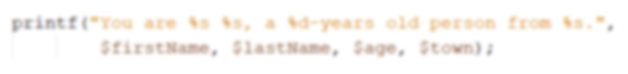 printf("You are %s %s, a %d-years old person from %s.",
$firstName, $lastName, $age, $town);